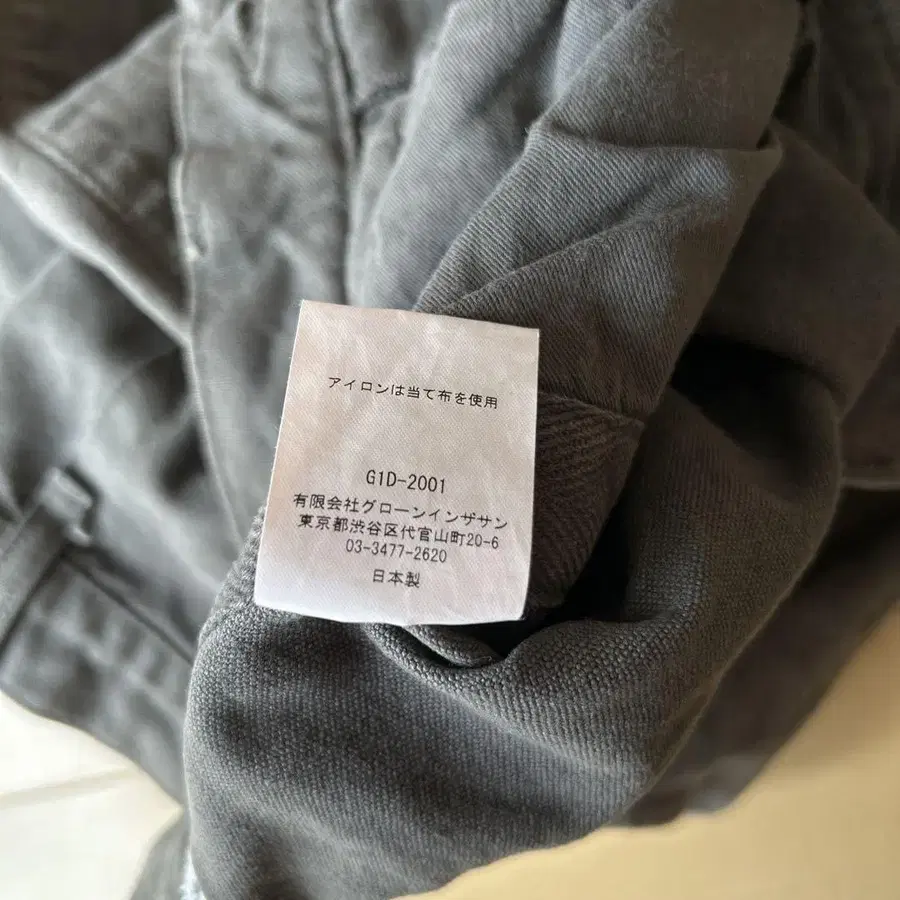 アイロンは当て布を使用
G1D-2001
有限会社グローンインザサン
東京都渋谷区代官山町20-6
03-3477-2620
日本製